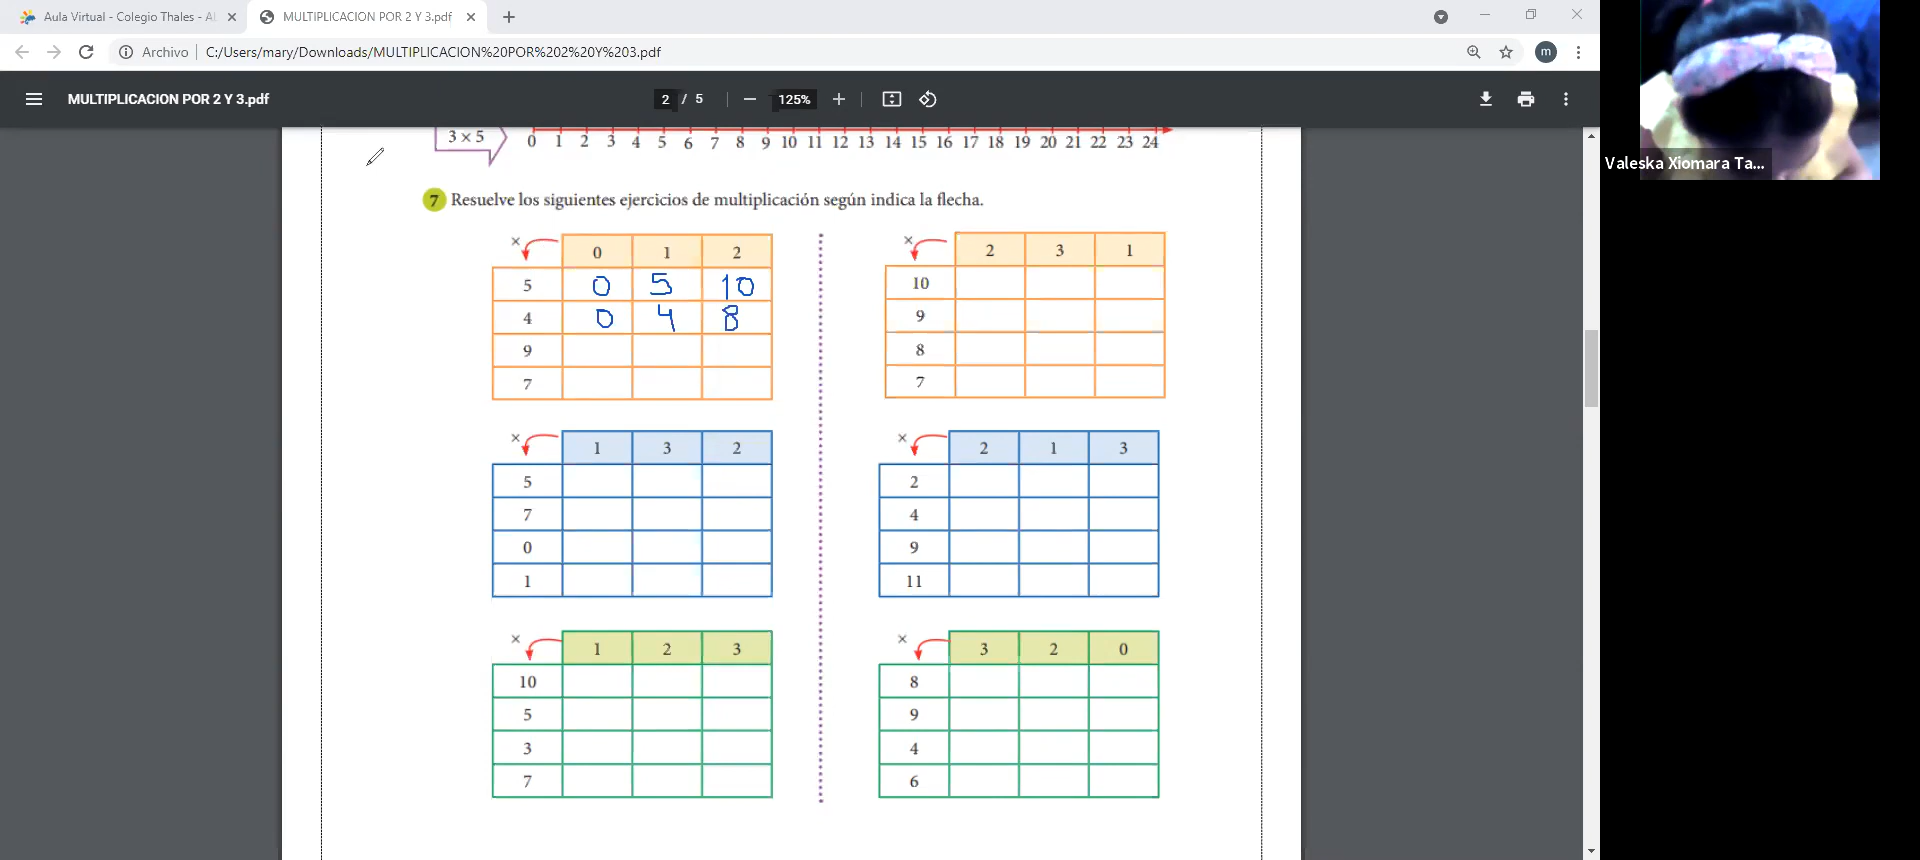 Aula Virtual - Colegio Thales - A
MULTIPLICACION POR 2 Y 3.pdf
Archivo C:/Users/mary/Downloads/MULTIPLICACION%20POR%202%20Y%203.pdf
m
MULTIPLICACION POR 2 Y 3.pdf
2 / 5
125%
Valeska Xiomara Ta...
3 × 5
0 1 2 3 4 5 6 7 8 9 10 11 12 13 14 15 16 17 18 19 20 21 22 23 24
7 Resuelve los siguientes ejercicios de multiplicación según indica la flecha.
× 0 1 2
5 0 5 10
4 0 4 8
9
7
× 2 3 1
10
9
8
7
× 1 3 2
5
7
0
1
× 2 1 3
2
4
9
11
× 1 2 3
10
5
3
7
× 3 2 0
8
9
4
6